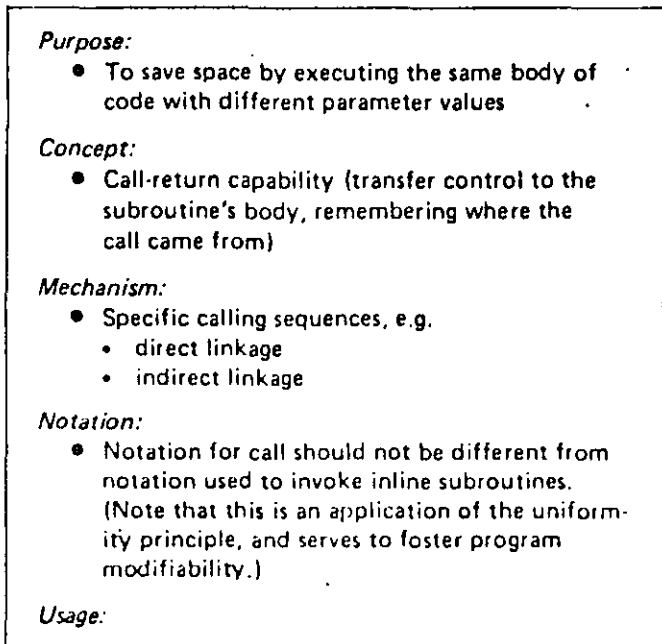 Purpose:
● To save space by executing the same body of
code with different parameter values
Concept:
● Call-return capability (transfer control to the
subroutine's body, remembering where the
call came from)
Mechanism:
● Specific calling sequences, e.g.
• direct linkage
• indirect linkage
Notation:
● Notation for call should not be different from
notation used to invoke inline subroutines.
(Note that this is an application of the uniform-
ity principle, and serves to foster program
modifiability.)
Usage: